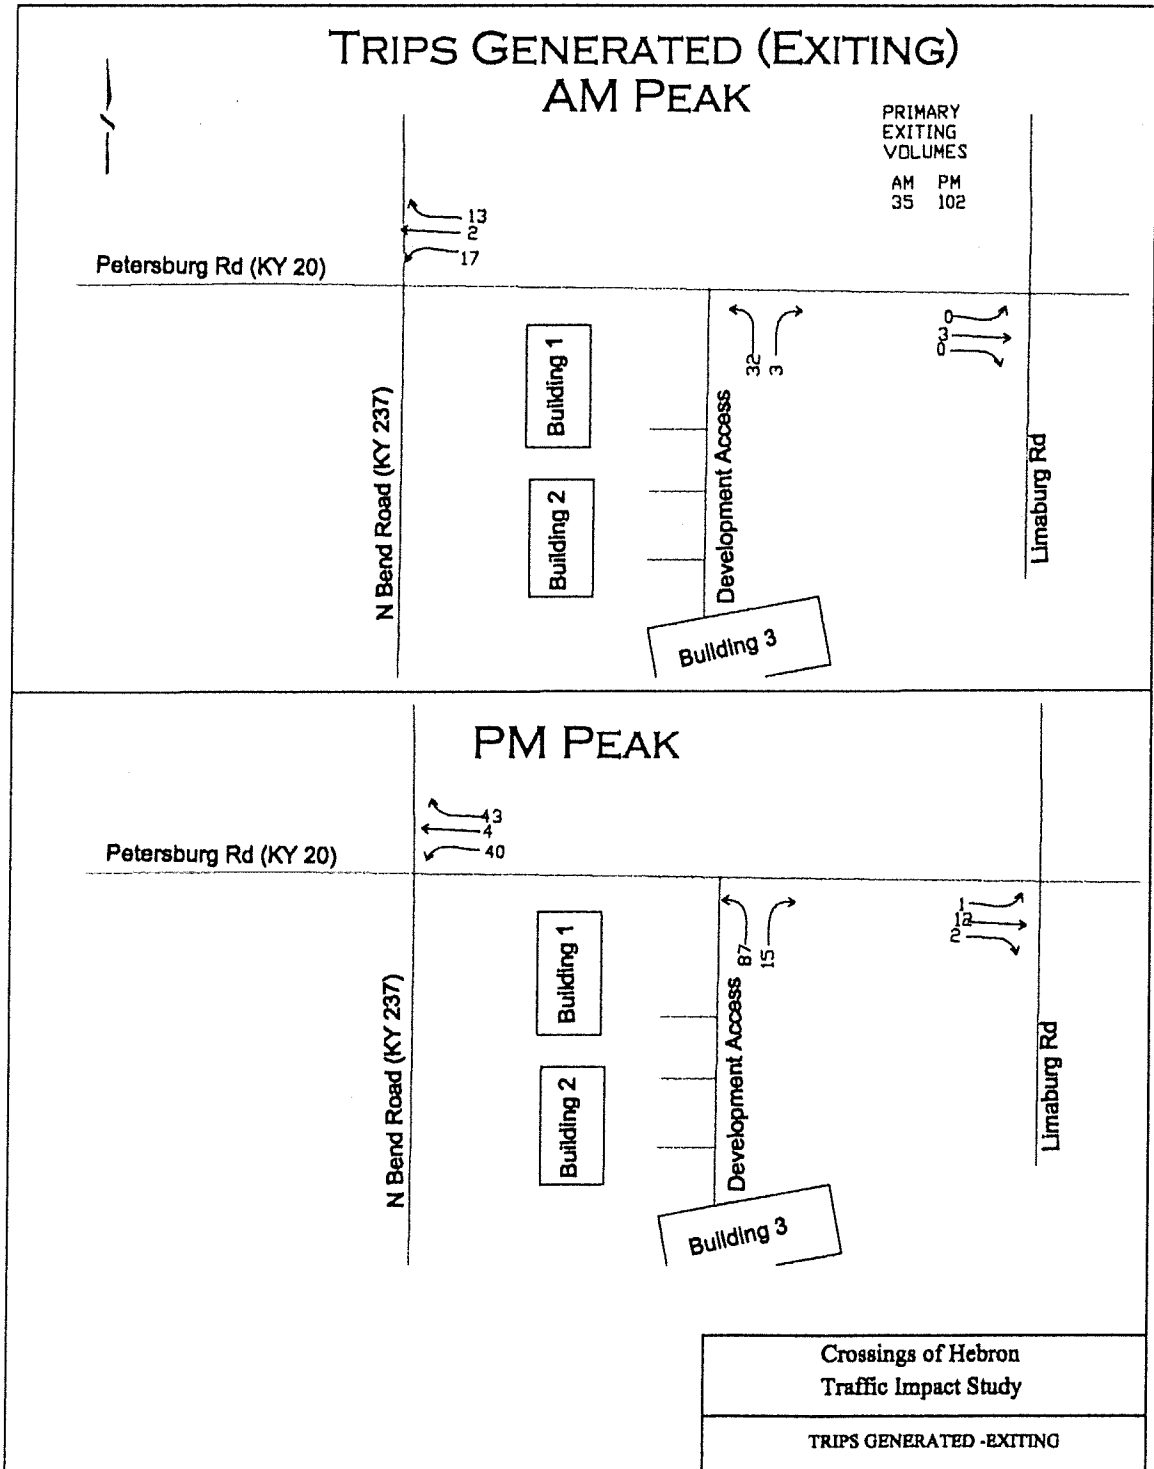 TRIPS GENERATED (EXITING)
AM PEAK
PRIMARY
EXITING
VOLUMES
AM PM
35 102
13
2
17
Petersburg Rd (KY 20)
0
3
0
32
3
Building 1
Building 2
Building 3
N Bend Road (KY 237)
Development Access
Limaburg Rd
PM PEAK
43
4
40
Petersburg Rd (KY 20)
1
12
2
87
15
Building 1
Building 2
Building 3
N Bend Road (KY 237)
Development Access
Limaburg Rd
Crossings of Hebron
Traffic Impact Study
TRIPS GENERATED -EXITING